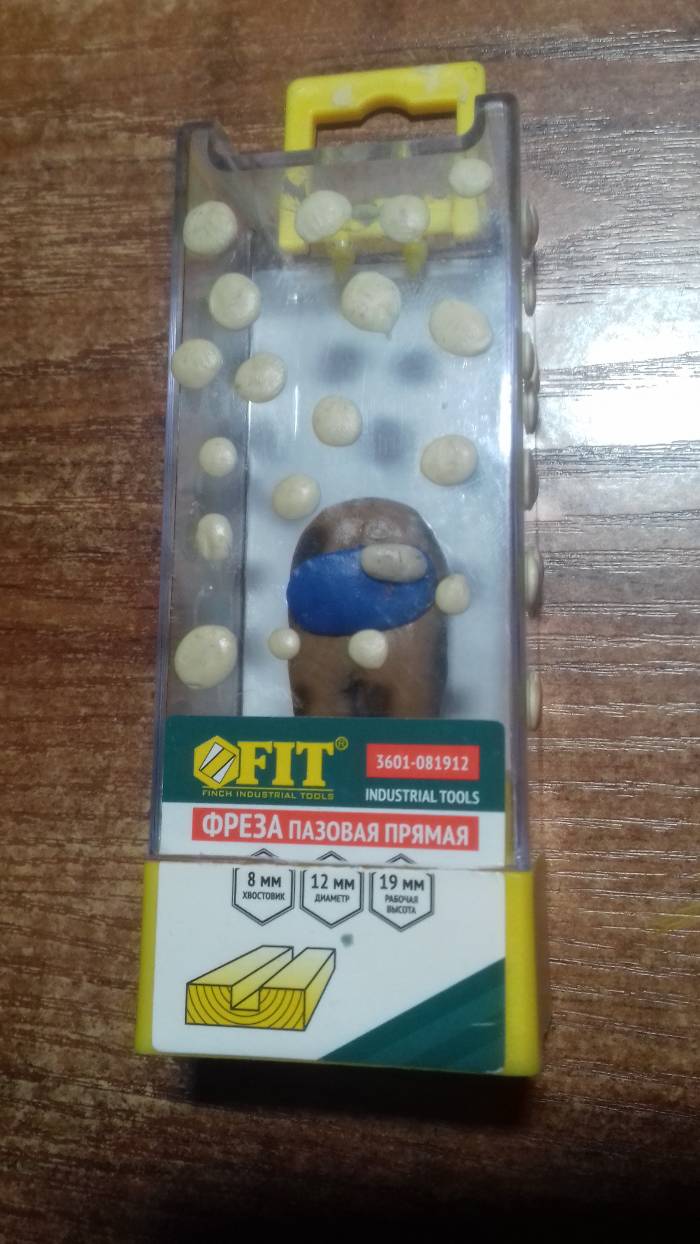 FIT®
FINCH INDUSTRIAL TOOLS
3601-081912
INDUSTRIAL TOOLS
ФРЕЗА ПАЗОВАЯ ПРЯМАЯ
8 мм
ХВОСТОВИК
12 мм
ДИАМЕТР
19 мм
РАБОЧАЯ
ВЫСОТА